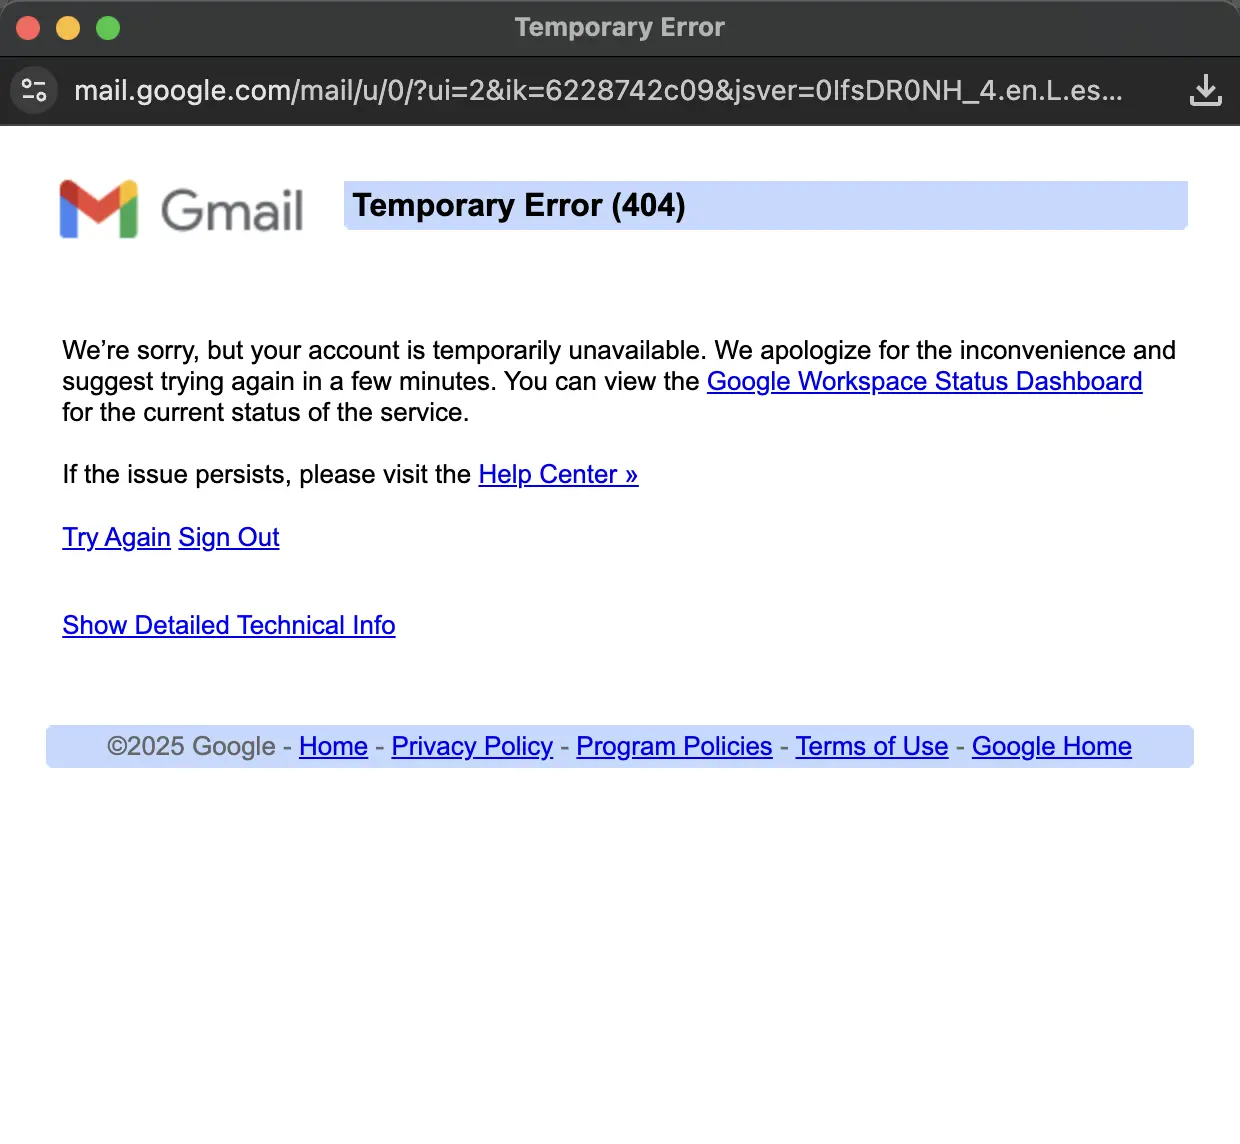 Temporary Error
mail.google.com/mail/u/0/?ui=2&ik=6228742c09&jsver=0IfsDR0NH_4.en.L.es...
Gmail
Temporary Error (404)
We’re sorry, but your account is temporarily unavailable. We apologize for the inconvenience and
suggest trying again in a few minutes. You can view the Google Workspace Status Dashboard
for the current status of the service.
If the issue persists, please visit the Help Center »
Try Again Sign Out
Show Detailed Technical Info
©2025 Google - Home - Privacy Policy - Program Policies - Terms of Use - Google Home